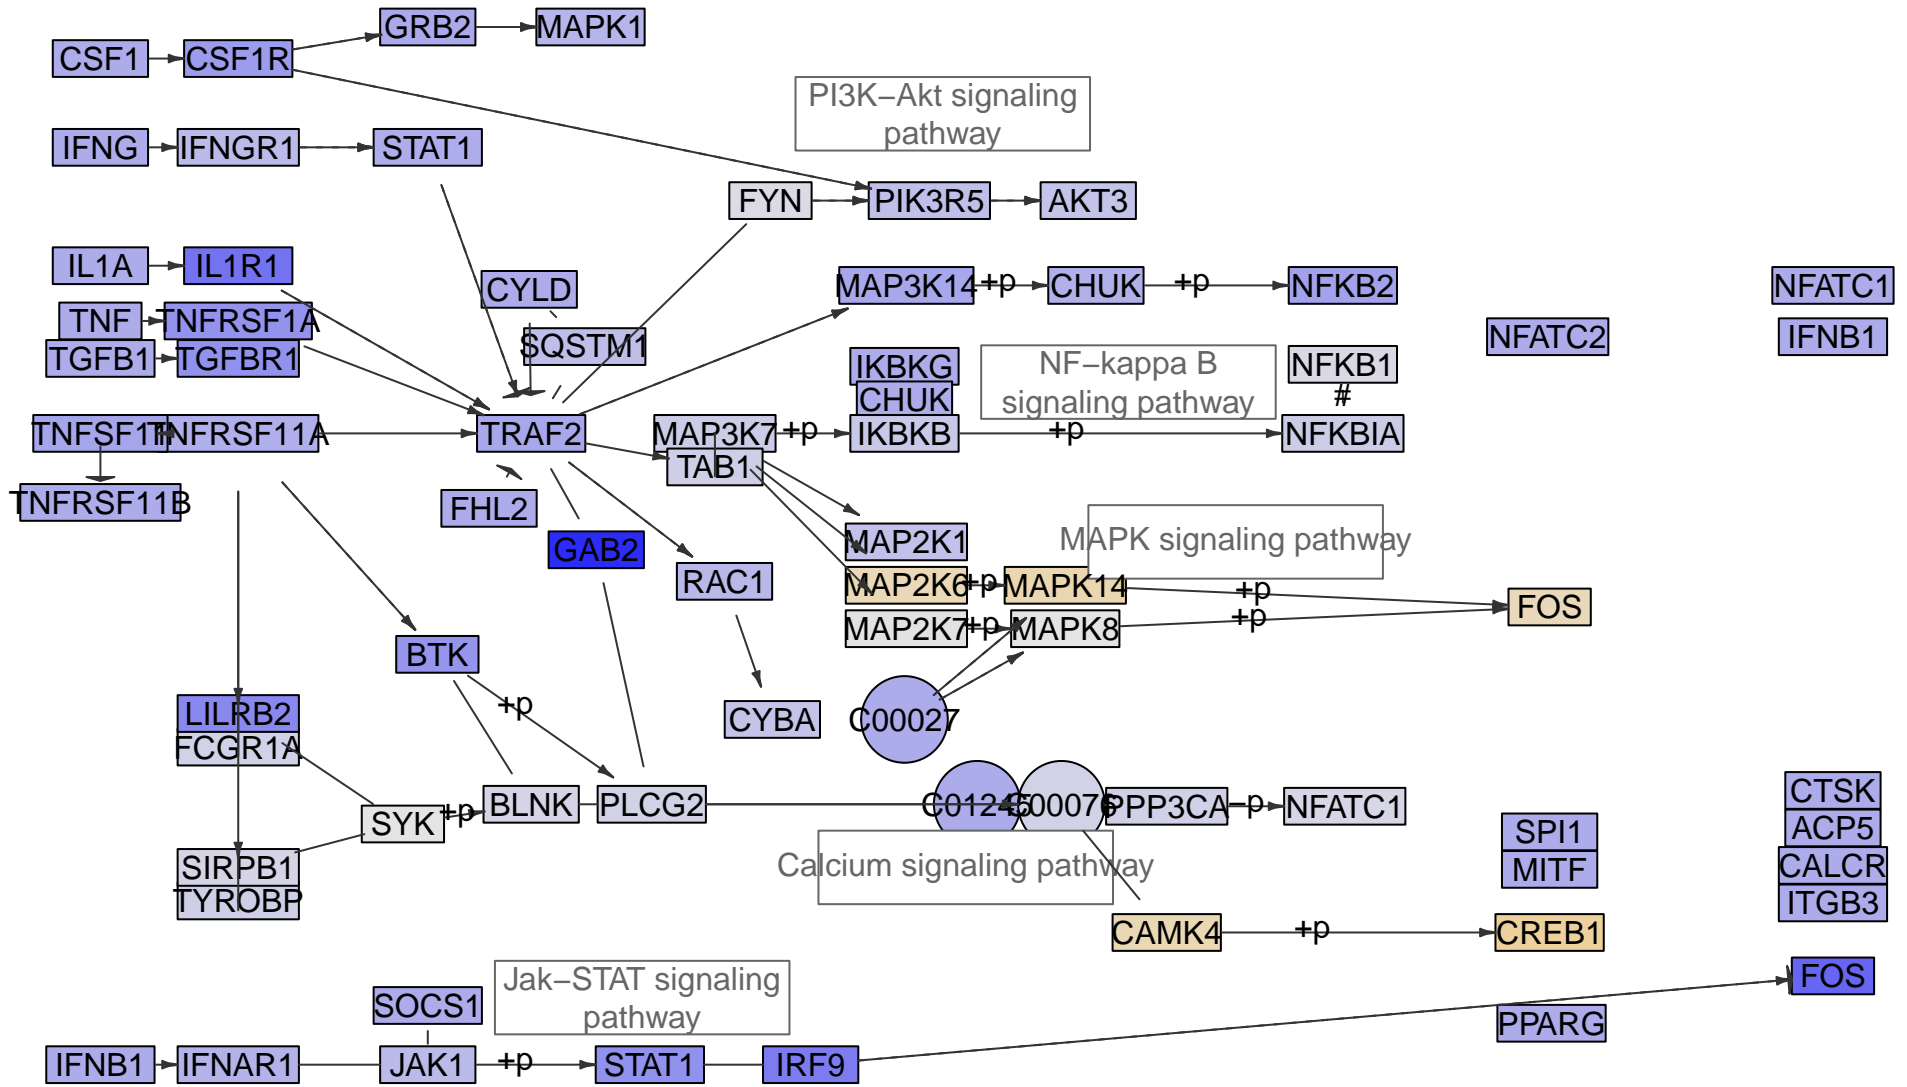 GRB2
MAPK1
CSF1
CSF1R
PI3K–Akt signaling
pathway
IFNG
IFNGR1
STAT1
FYN
PIK3R5
AKT3
IL1A
IL1R1
CYLD
MAP3K14
+p
CHUK
+p
NFKB2
NFATC1
TNF
TNFRSF1A
SQSTM1
NFATC2
IFNB1
TGFB1
TGFBR1
IKBKG
NF–kappa B
signaling pathway
NFKB1
#
CHUK
TNFRSF11A
TRAF2
MAP3K7
+p
IKBKB
+p
NFKBIA
TAB1
TNFRSF11B
FHL2
GAB2
MAP2K1
MAPK signaling pathway
RAC1
MAP2K6
+p
MAPK14
+p
FOS
MAP2K7
+p
MAPK8
+p
BTK
+p
LILRB2
FCGR1A
CYBA
C00027
SYK
+p
BLNK
PLCG2
C00076
PPP3CA
–p
NFATC1
CTSK
SPI1
ACP5
SIRPB1
Calcium signaling pathway
MITF
CALCR
TYROBP
ITGB3
CAMK4
+p
CREB1
Jak–STAT signaling
pathway
FOS
SOCS1
PPARG
IFNB1
IFNAR1
JAK1
+p
STAT1
IRF9